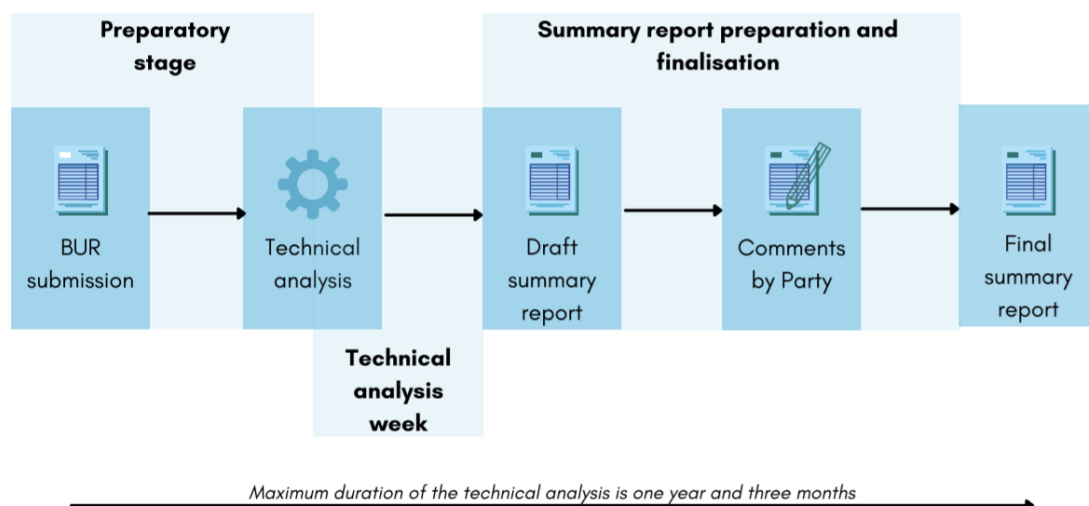 Preparatory
stage
Summary report preparation and
finalisation
BUR
submission
Technical
analysis
Draft
summary
report
Comments
by Party
Final
summary
report
Technical
analysis
week
Maximum duration of the technical analysis is one year and three months